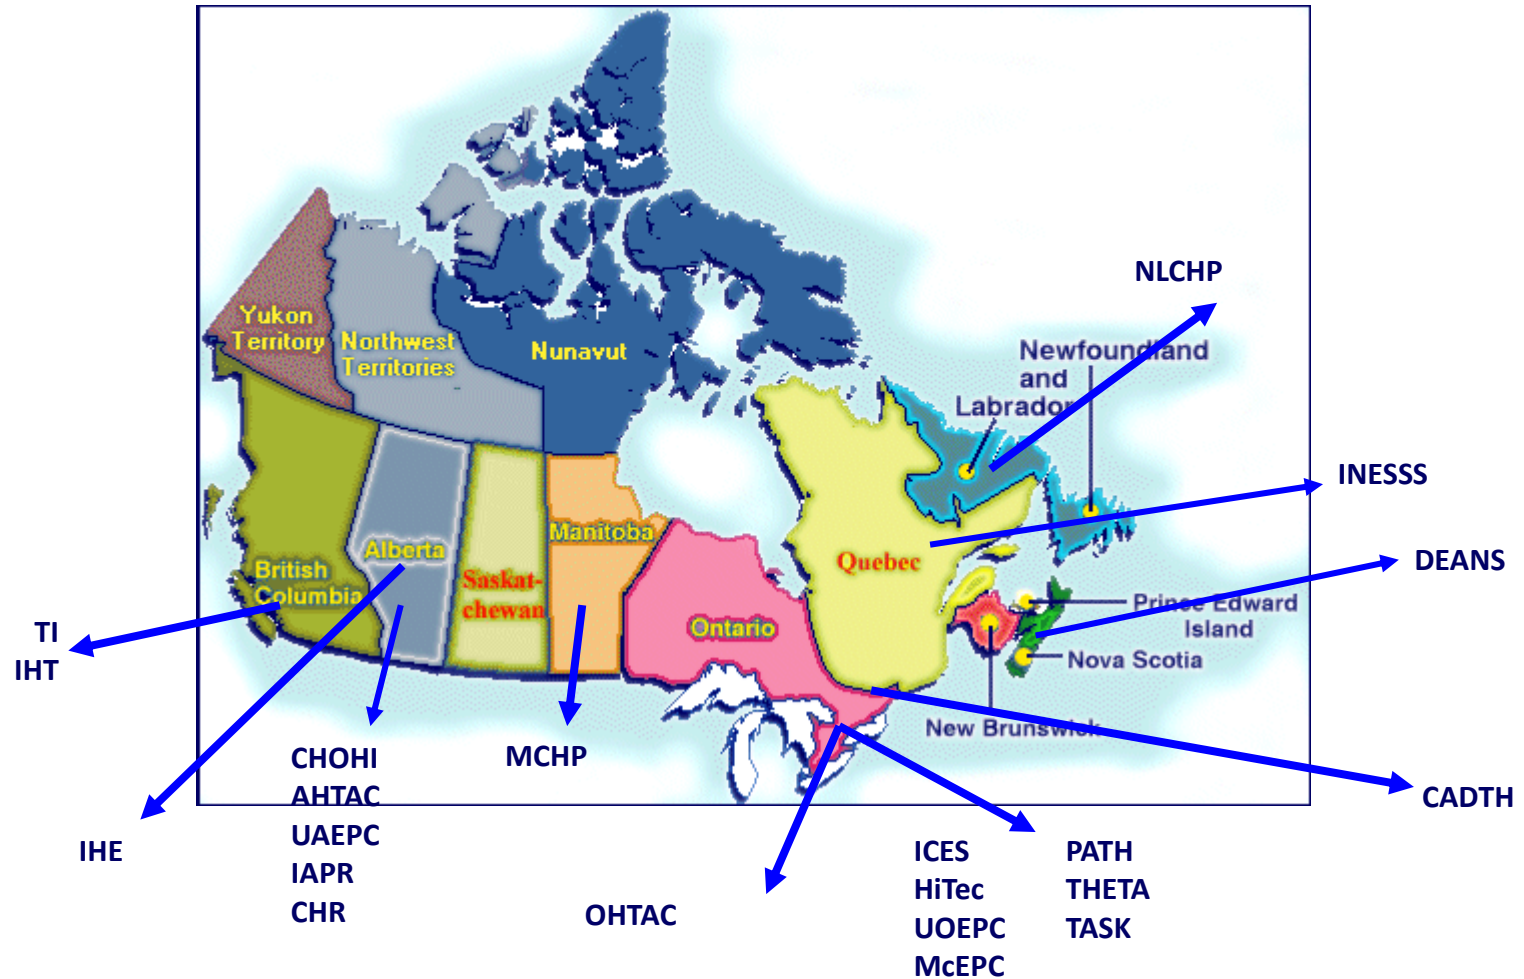 NLCHP
Yukon
Territory
Northwest
Territories
Nunavut
Newfoundland
and
Labrador
INESSS
Manitoba
Alberta
Quebec
DEANS
British
Columbia
Saskat-
chewan
Ontario
Prince Edward
Island
Nova Scotia
TI
IHT
New Brunswick
CHOHI
AHTAC
UAEPC
IAPR
CHR
MCHP
CADTH
IHE
OHTAC
ICES
HiTec
UOEPC
McEPC
PATH
THETA
TASK